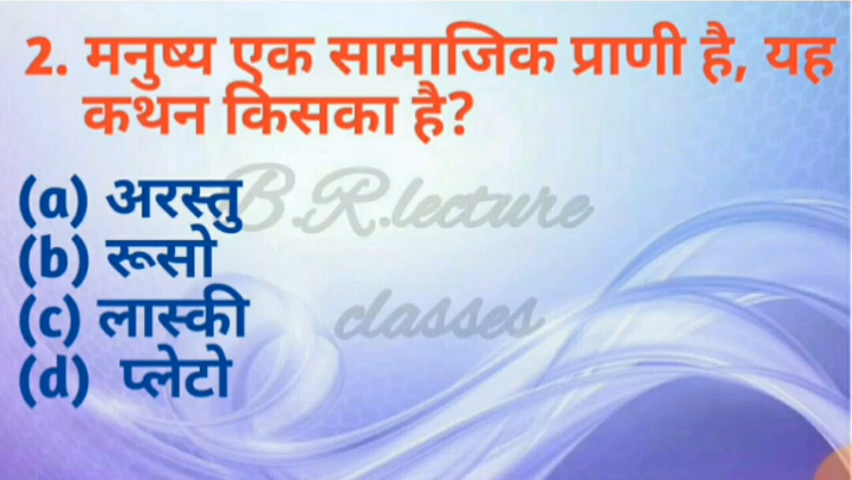 2. मनुष्य एक सामाजिक प्राणी है, यह
कथन किसका है?
(a) अरस्तु
(b) रूसो
(c) लास्की
(d) प्लेटो
B.R.lecture
classes